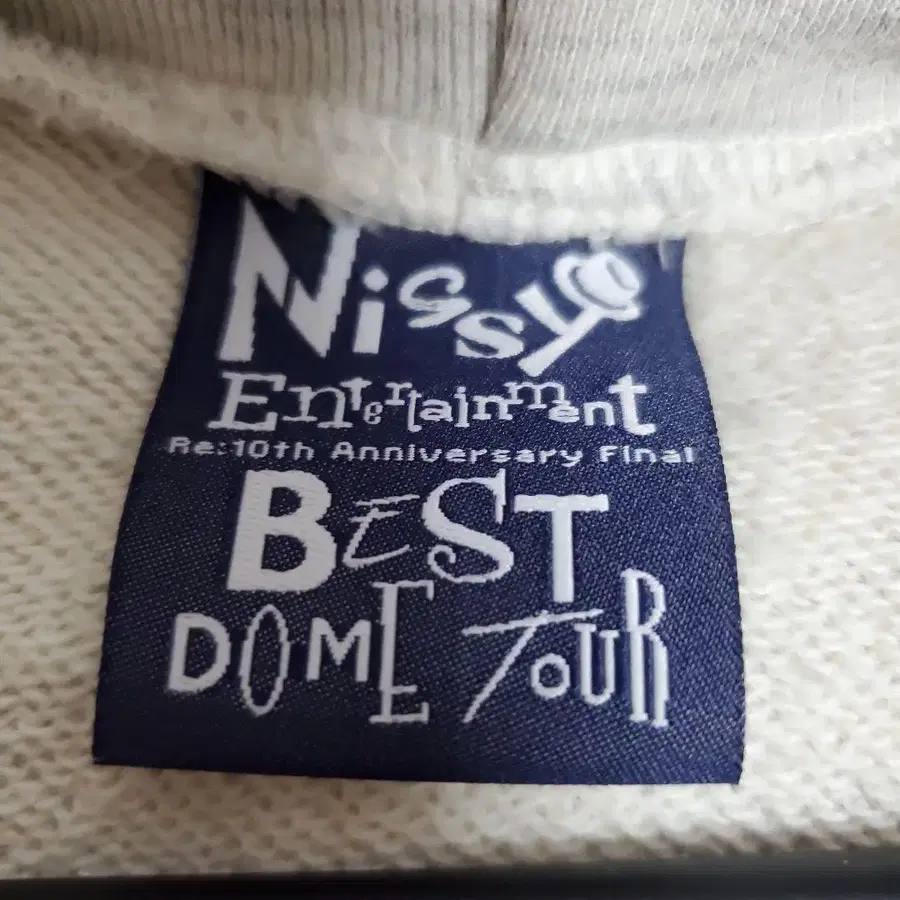 Nissy
Entertainment
Re:10th Anniversary Final
BEST
DOME TOUR